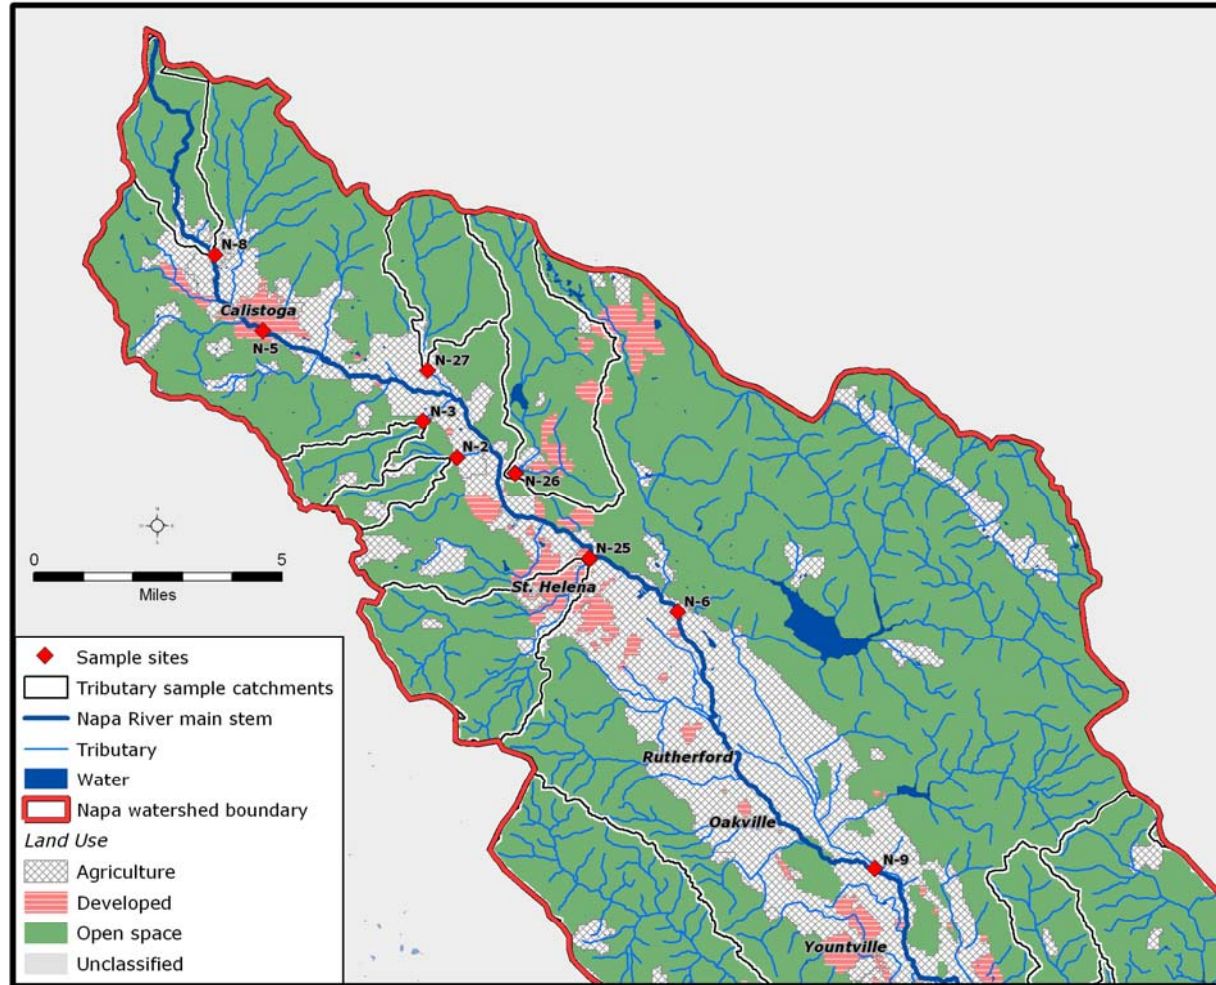 N-8
Calistoga
N-5
N-27
N-3
N-2
N-26
N-25
St. Helena
N-6
0 5
Miles
Rutherford
Oakville
N-9
Yountville
Sample sites
Tributary sample catchments
Napa River main stem
Tributary
Water
Napa watershed boundary
Land Use
Agriculture
Developed
Open space
Unclassified